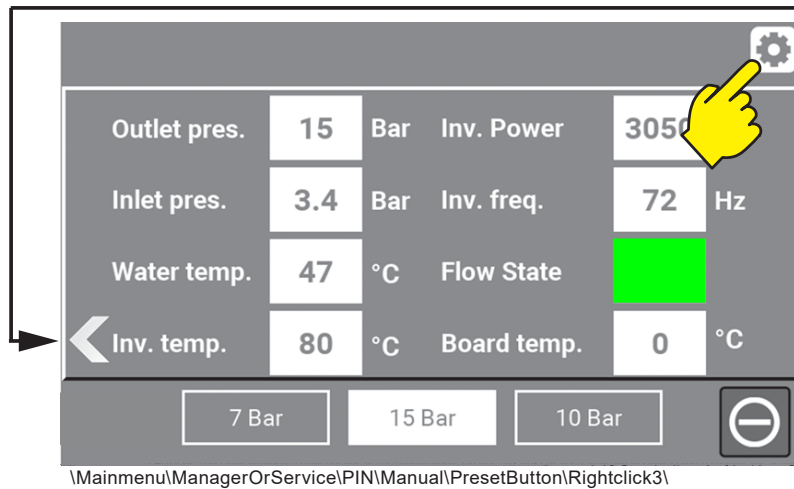 Outlet pres. 15 Bar Inv. Power 3050
Inlet pres. 3.4 Bar Inv. freq. 72 Hz
Water temp. 47 °C Flow State
Inv. temp. 80 °C Board temp. 0 °C
7 Bar 15 Bar 10 Bar
\Mainmenu\ManagerOrService\PIN\Manual\PresetButton\Rightclick3\